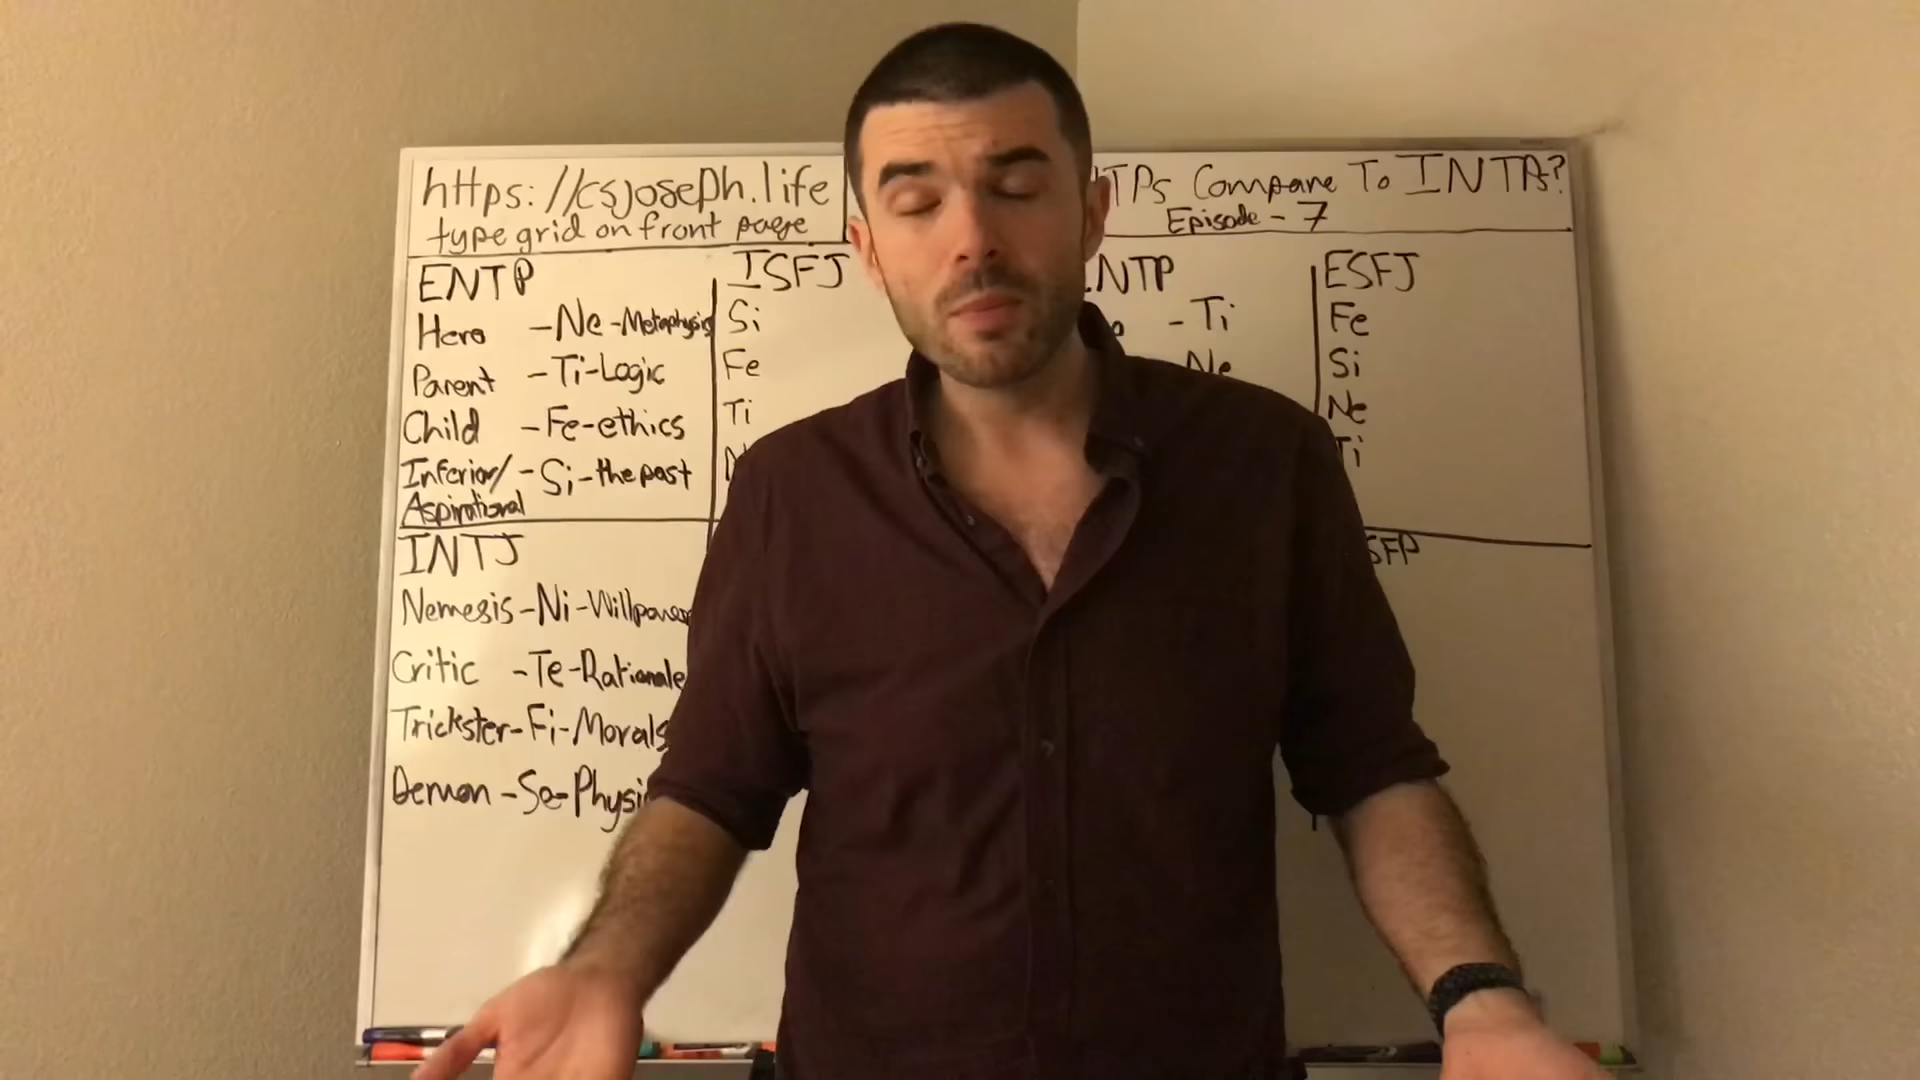 https://csjoseph.life
type grid on front page
TPs Compare To INTPs?
Episode - 7
ENTP
Hero - Ne - Metaphysics
Parent - Ti - Logic
Child - Fe - ethics
Inferior/ - Si - the past
Aspirational
ISFJ
Si
Fe
Ti
NTP
- Ti
Ne
ESFJ
Fe
Si
Ne
Ti
INTJ
Nemesis - Ni - Willpower
Critic - Te - Rationale
Trickster - Fi - Morals
Demon - Se - Physi
SFP